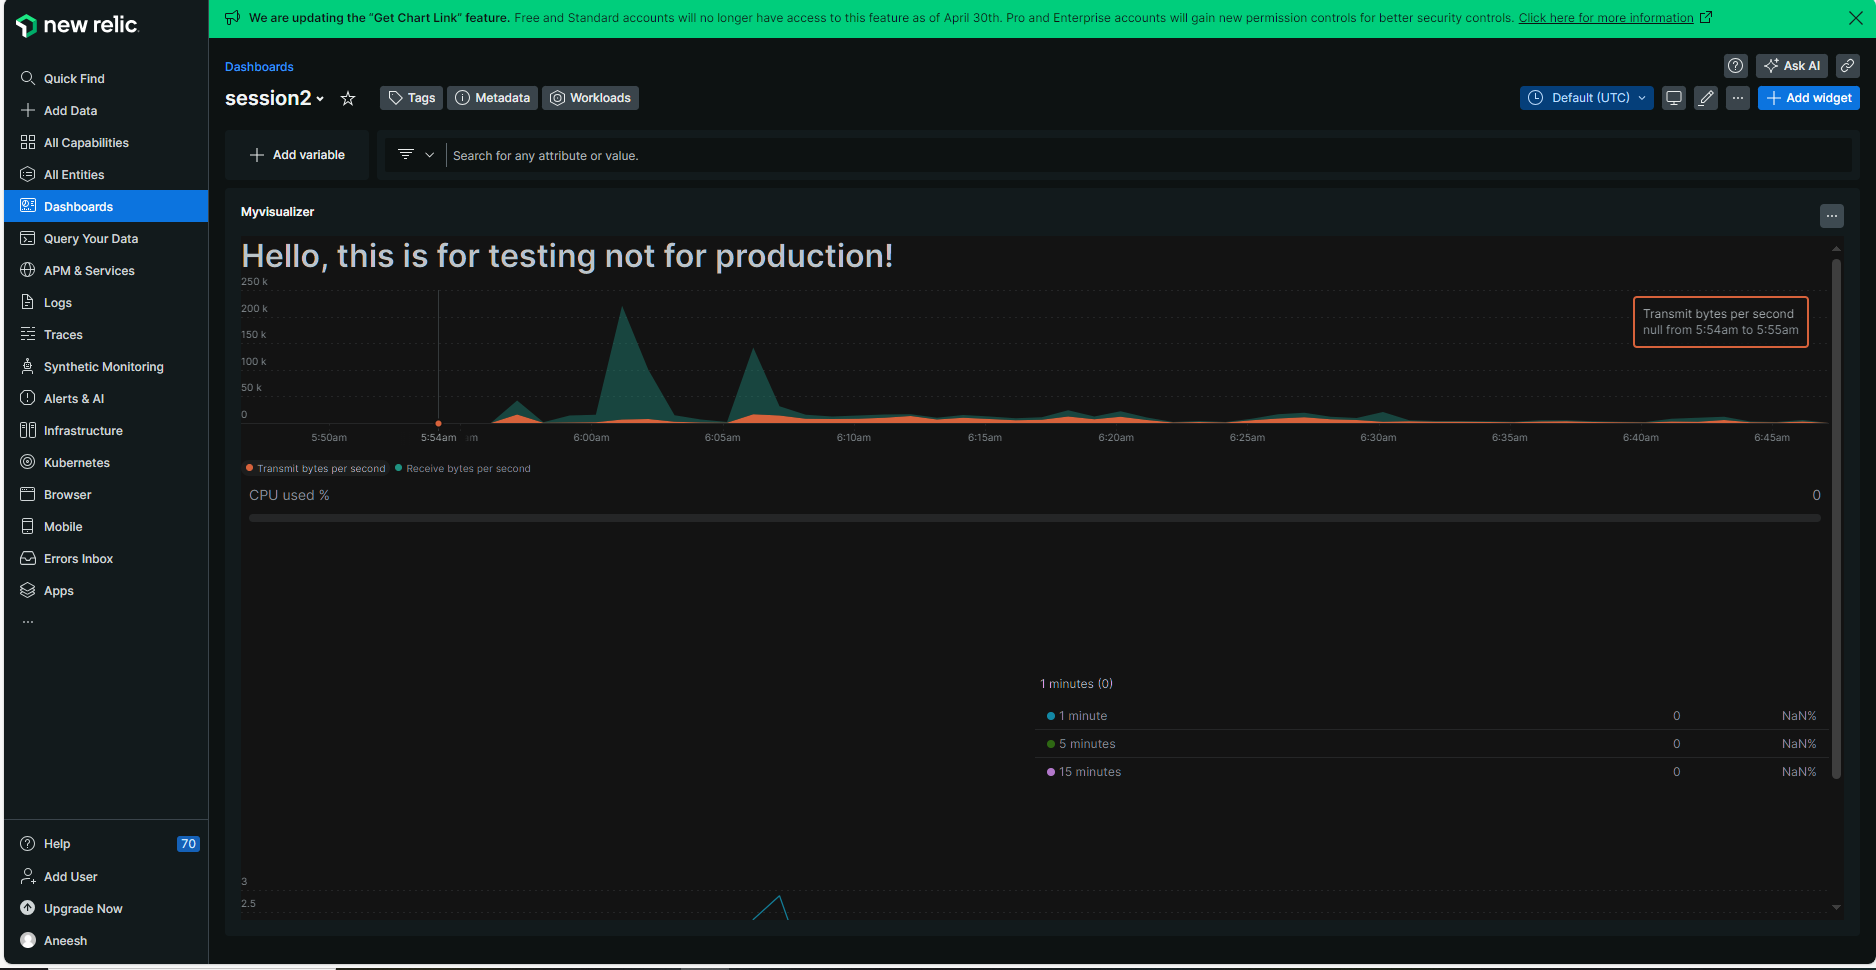 new relic
We are updating the “Get Chart Link” feature. Free and Standard accounts will no longer have access to this feature as of April 30th. Pro and Enterprise accounts will gain new permission controls for better security controls. Click here for more information
Quick Find
Add Data
All Capabilities
All Entities
Dashboards
Query Your Data
APM & Services
Logs
Traces
Synthetic Monitoring
Alerts & AI
Infrastructure
Kubernetes
Browser
Mobile
Errors Inbox
Apps
...
Help 70
Add User
Upgrade Now
Aneesh
Dashboards
Ask AI
session2
Tags Metadata Workloads
Default (UTC)
Add widget
Add variable
Search for any attribute or value.
Myvisualizer
Hello, this is for testing not for production!
250 k
200 k
150 k
100 k
50 k
0
Transmit bytes per second
null from 5:54am to 5:55am
5:50am 5:54am am 6:00am 6:05am 6:10am 6:15am 6:20am 6:25am 6:30am 6:35am 6:40am 6:45am
Transmit bytes per second Receive bytes per second
CPU used % 0
1 minutes (0)
1 minute 0 NaN%
5 minutes 0 NaN%
15 minutes 0 NaN%
3
2.5